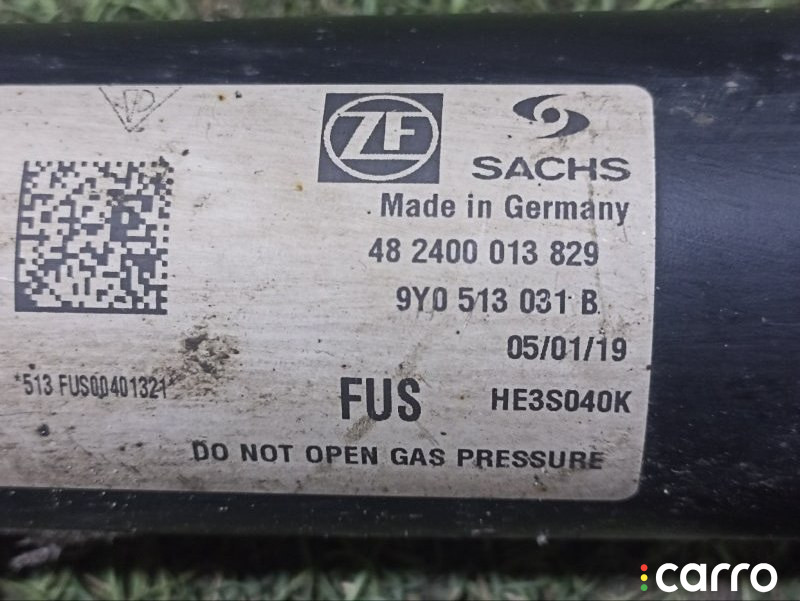 ZF
SACHS
Made in Germany
48 2400 013 829
9Y0 513 031 B
05/01/19
*513 FUS00401321*
FUS
HE3S040K
DO NOT OPEN GAS PRESSURE
carro